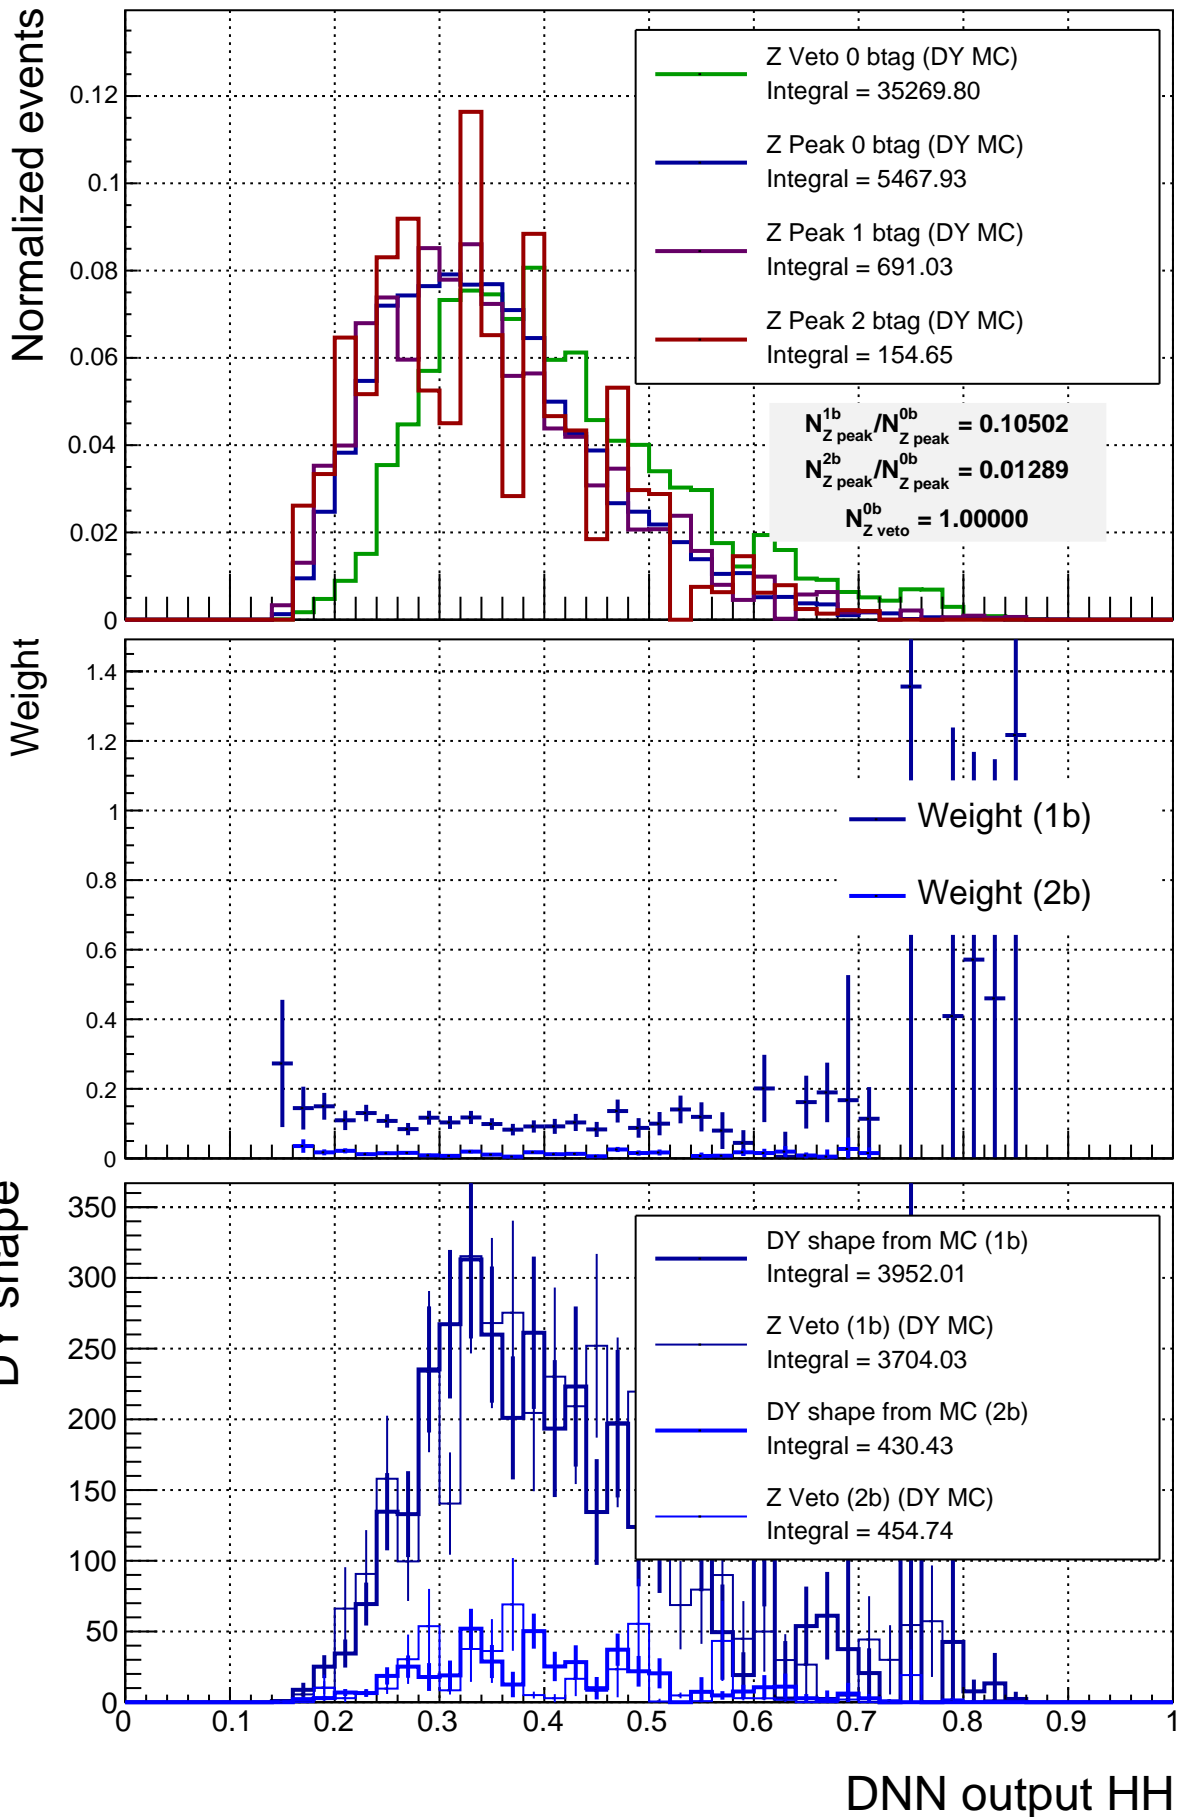 Normalized events
0.12
0.1
0.08
0.06
0.04
0.02
0
Z Veto 0 btag (DY MC)
Integral = 35269.80
Z Peak 0 btag (DY MC)
Integral = 5467.93
Z Peak 1 btag (DY MC)
Integral = 691.03
Z Peak 2 btag (DY MC)
Integral = 154.65
N^{1b}_{Z peak}/N^{0b}_{Z peak} = 0.10502
N^{2b}_{Z peak}/N^{0b}_{Z peak} = 0.01289
N^{0b}_{Z veto} = 1.00000
Weight
1.4
1.2
1
0.8
0.6
0.4
0.2
0
Weight (1b)
Weight (2b)
DY shape
350
300
250
200
150
100
50
0
DY shape from MC (1b)
Integral = 3952.01
Z Veto (1b) (DY MC)
Integral = 3704.03
DY shape from MC (2b)
Integral = 430.43
Z Veto (2b) (DY MC)
Integral = 454.74
0 0.1 0.2 0.3 0.4 0.5 0.6 0.7 0.8 0.9 1
DNN output HH